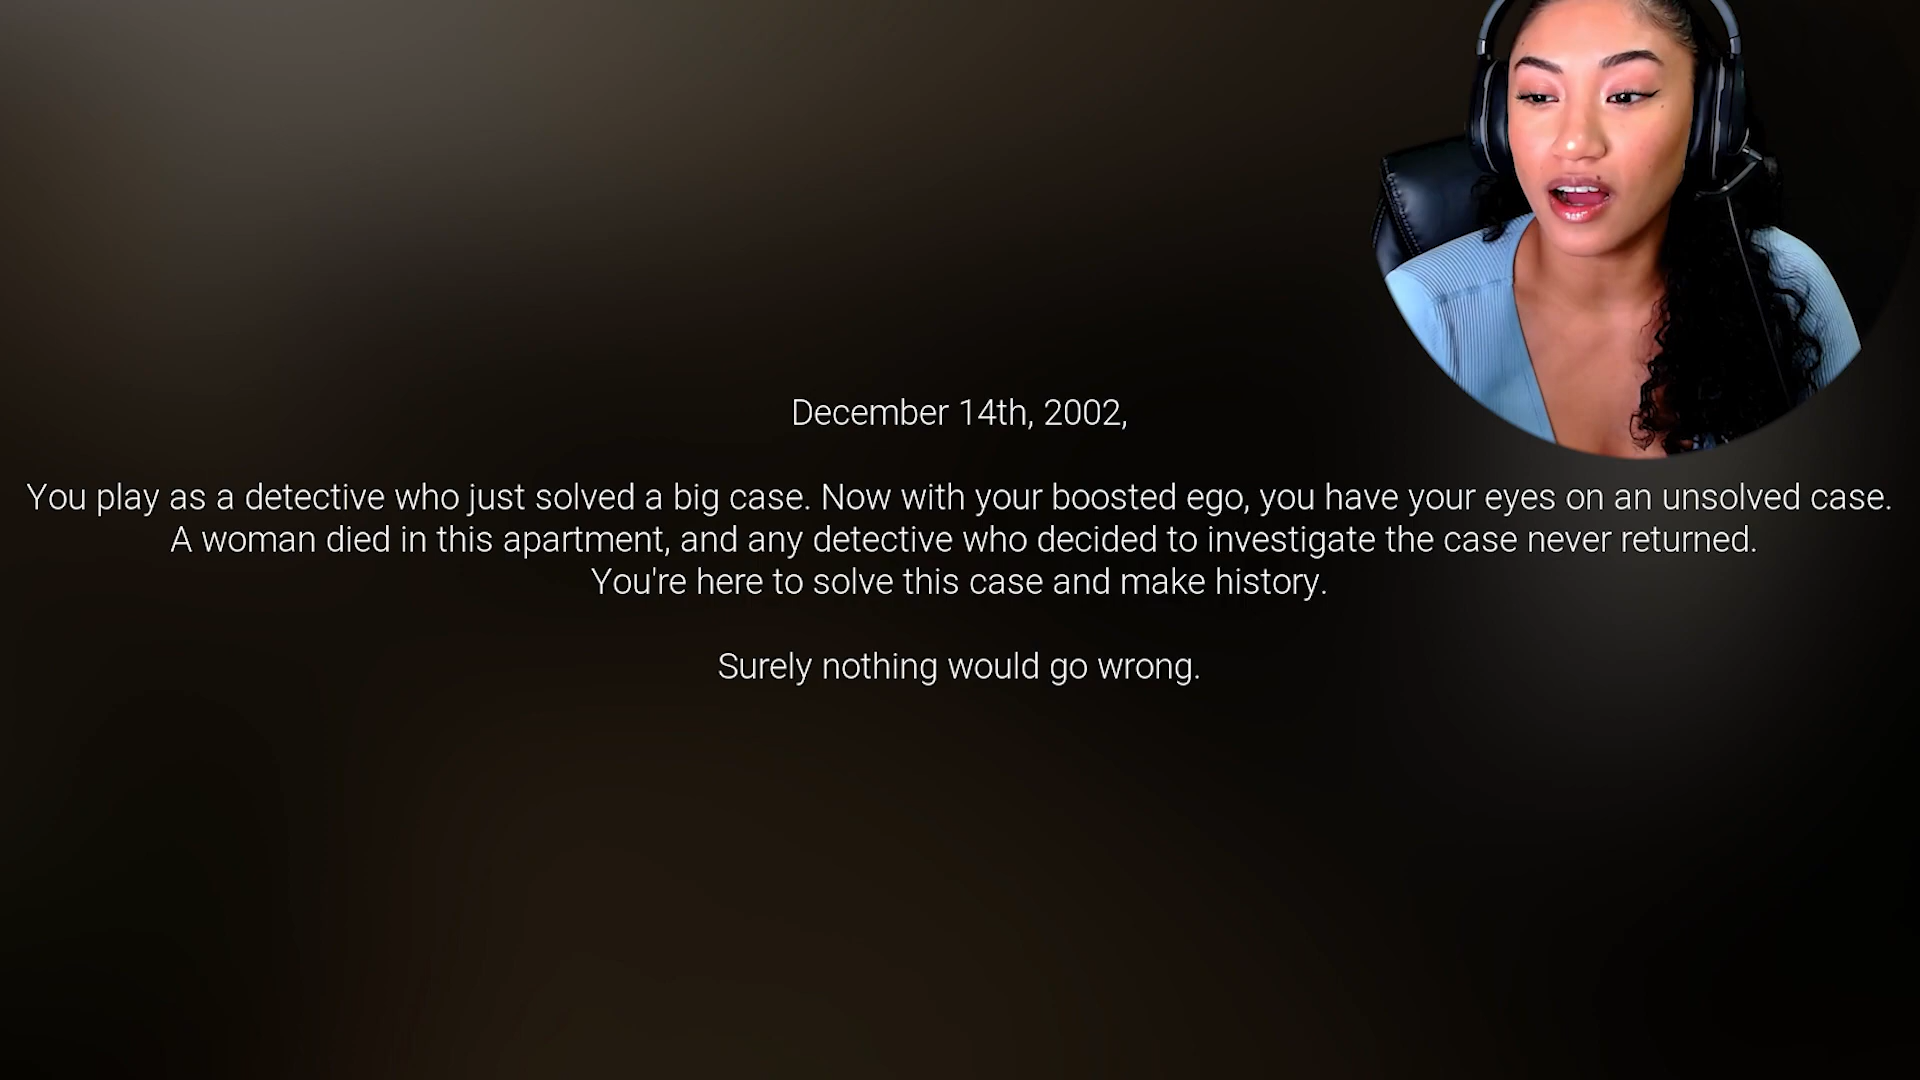 December 14th, 2002,
You play as a detective who just solved a big case. Now with your boosted ego, you have your eyes on an unsolved case.
A woman died in this apartment, and any detective who decided to investigate the case never returned.
You're here to solve this case and make history.
Surely nothing would go wrong.